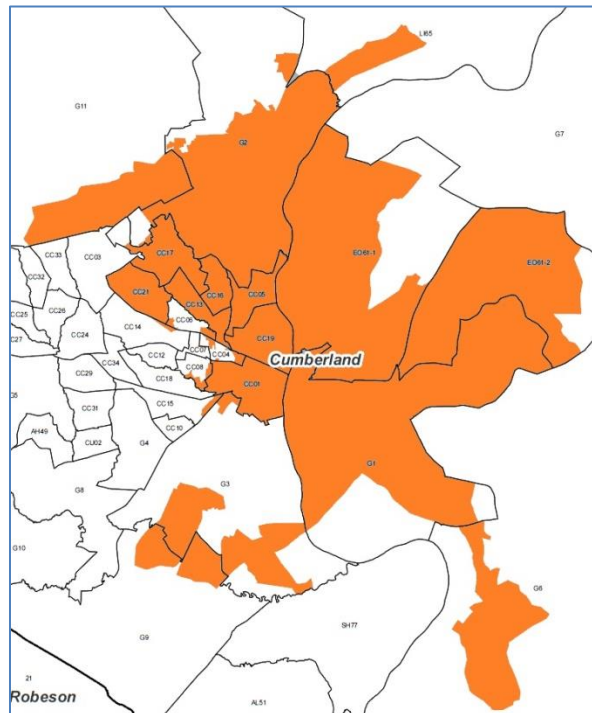 LI65
G11
G2
G7
CC33
CC03
CC17
EO61-1
EO61-2
CC32
CC21
CC16
CC05
CC13
CC25
CC26
CC06
CC27
CC24
CC14
CC19
CC07
CC04
Cumberland
CC12
CC34
CC08
CC29
CC18
CC01
CC31
CC15
AH49
CU02
G4
CC10
G1
G8
G3
G10
G6
G9
SH77
21
Robeson
AL51